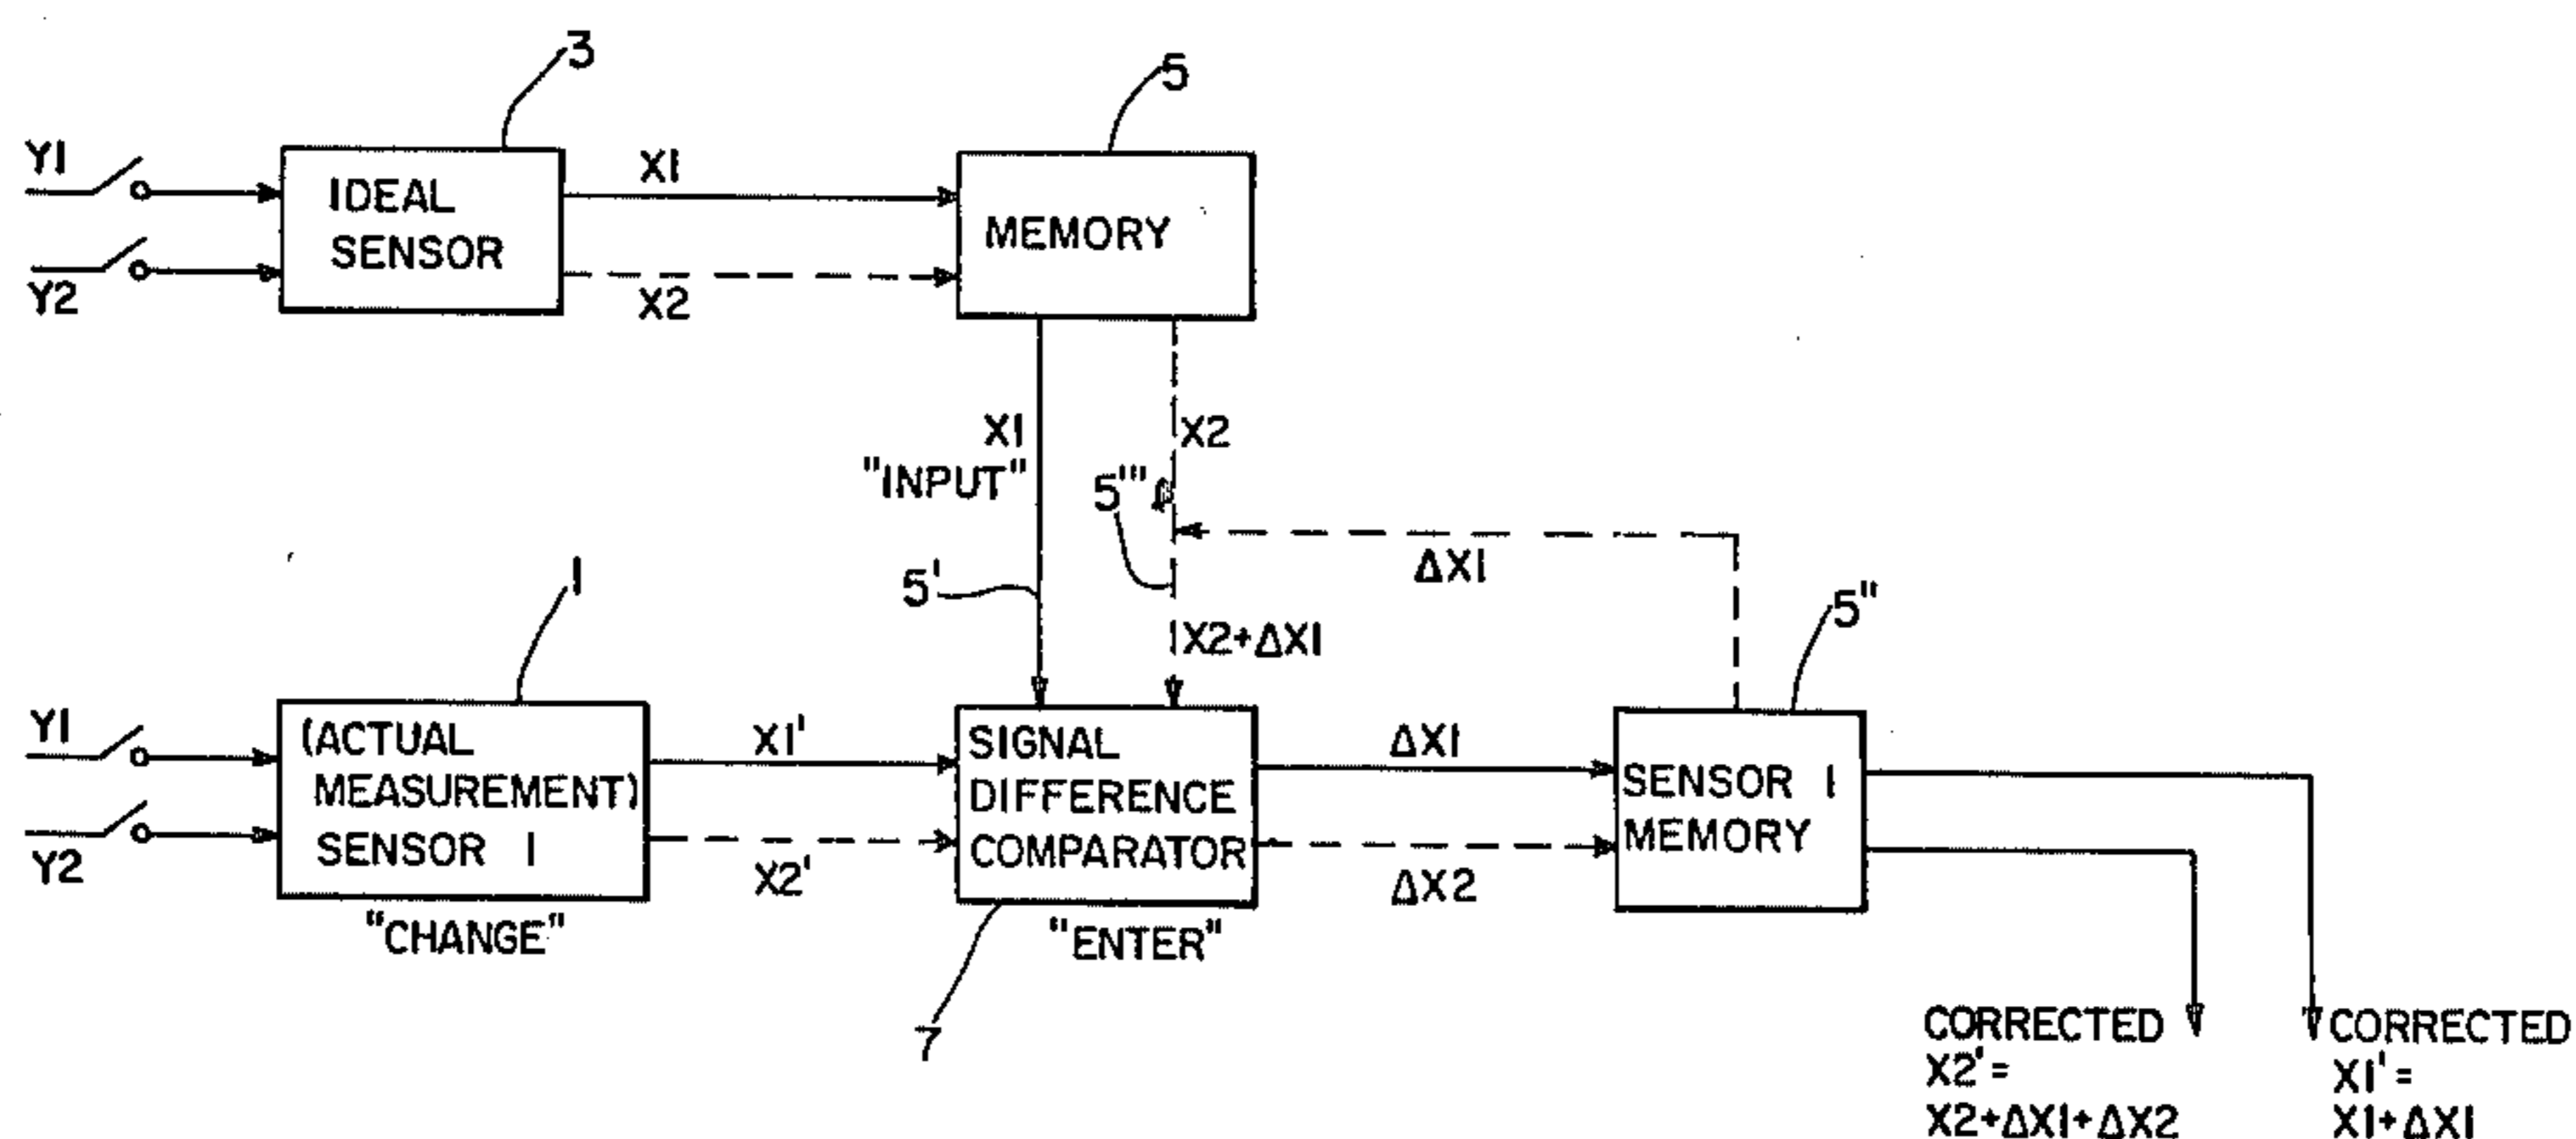 3
5
Y1
IDEAL
SENSOR
X1
MEMORY
Y2
X2
X1
"INPUT"
X2
5'''
ΔX1
5'
1
5''
X2+ΔX1
Y1
(ACTUAL
MEASUREMENT)
SENSOR 1
X1'
SIGNAL
DIFFERENCE
COMPARATOR
ΔX1
SENSOR 1
MEMORY
Y2
X2'
ΔX2
"CHANGE"
"ENTER"
7
CORRECTED
X2'=
X2+ΔX1+ΔX2
CORRECTED
X1'=
X1+ΔX1